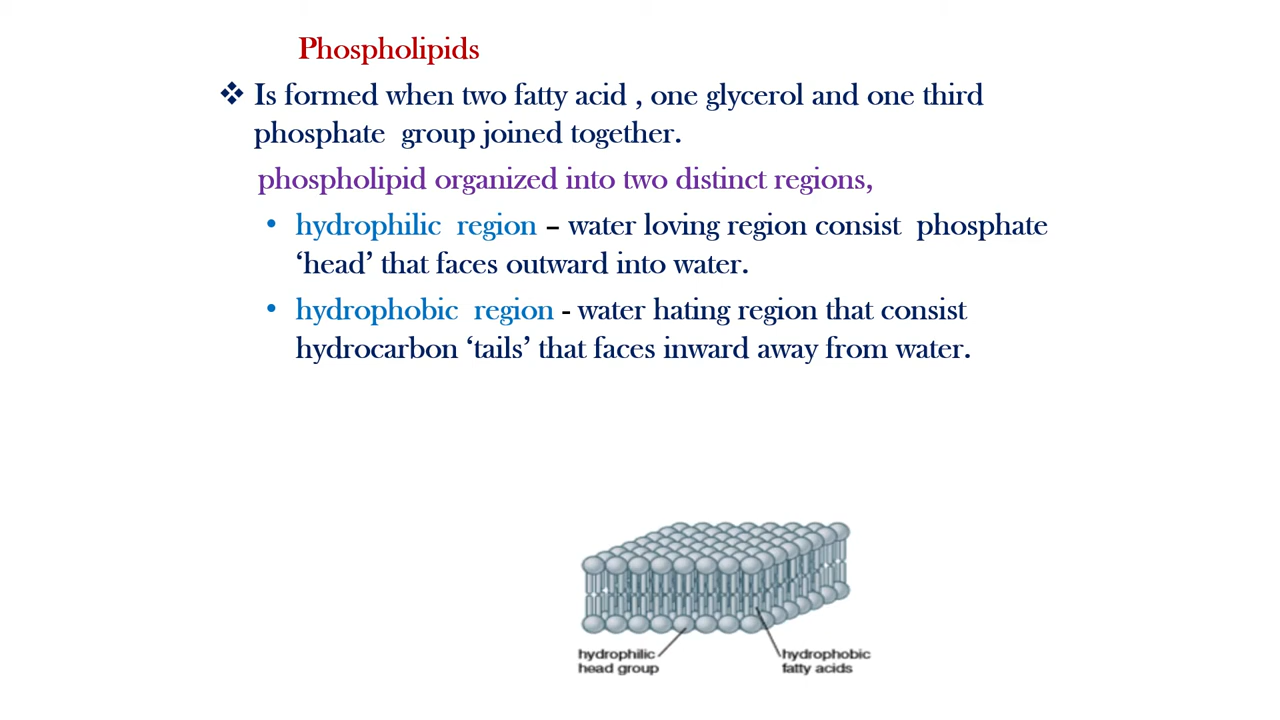 Phospholipids
❖ Is formed when two fatty acid , one glycerol and one third
phosphate group joined together.
phospholipid organized into two distinct regions,
• hydrophilic region – water loving region consist phosphate
‘head’ that faces outward into water.
• hydrophobic region - water hating region that consist
hydrocarbon ‘tails’ that faces inward away from water.
hydrophilic
head group
hydrophobic
fatty acids